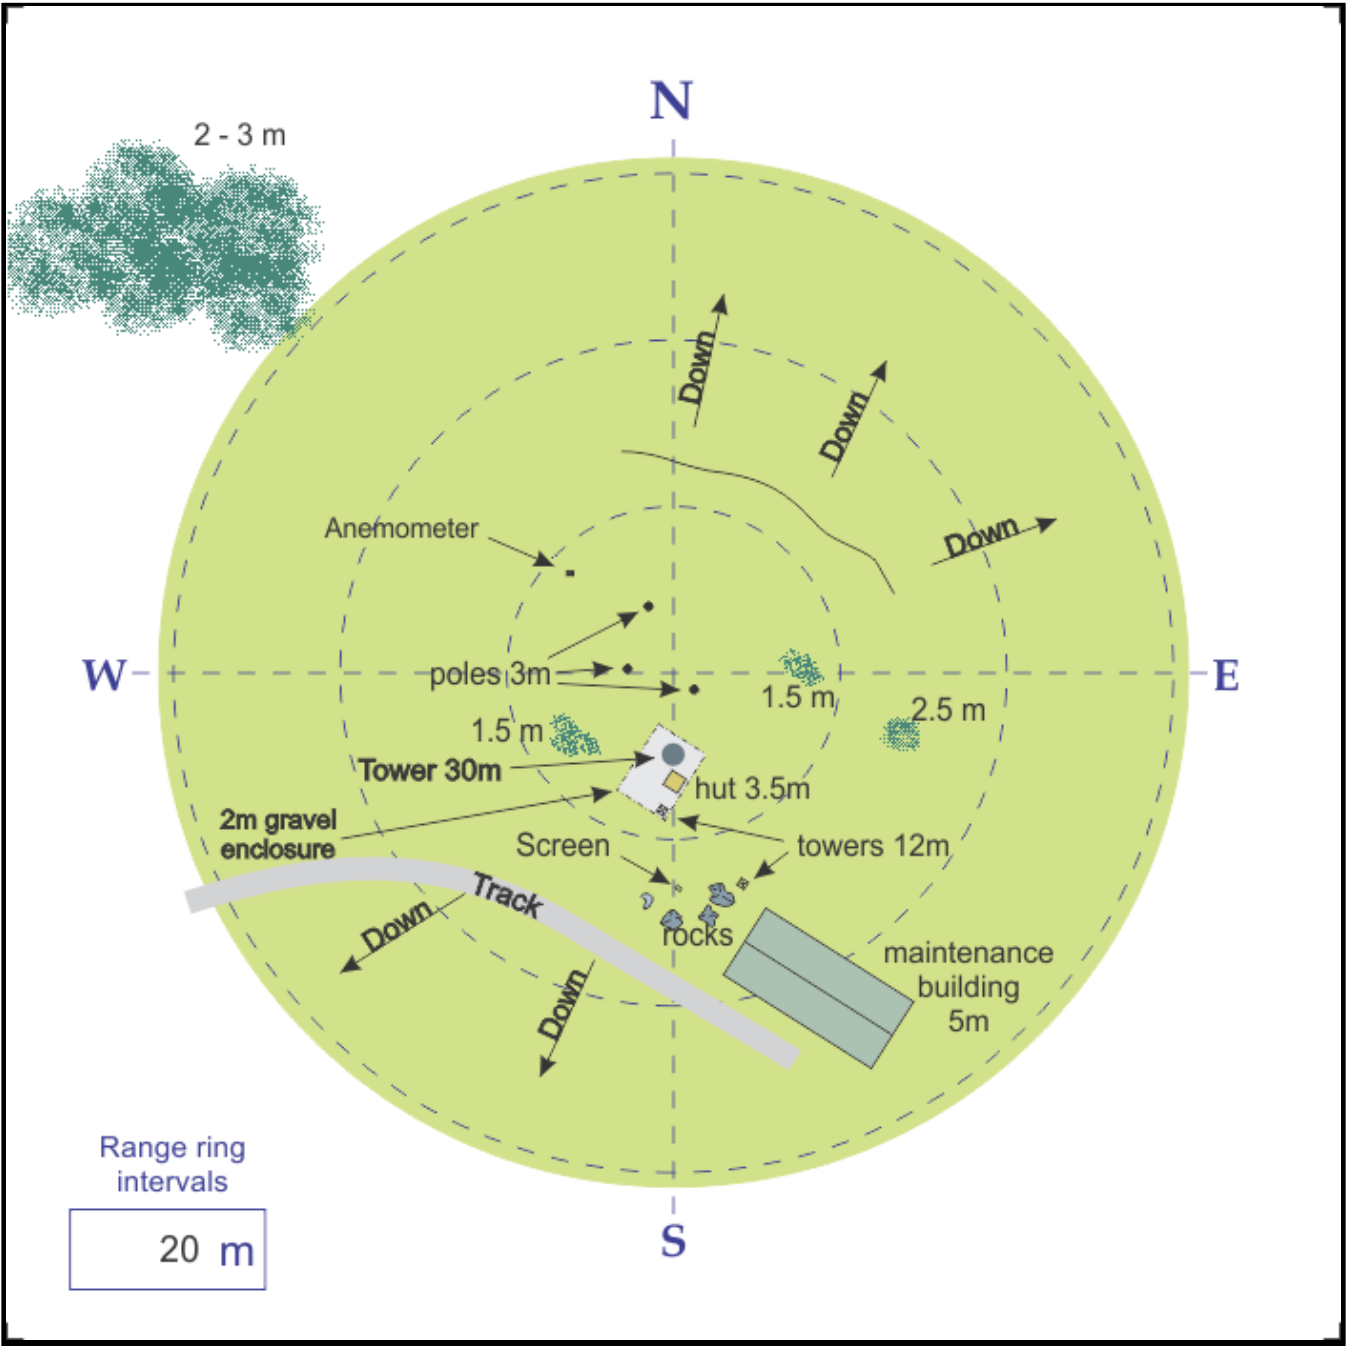 N
2 - 3 m
Down
Down
Down
Anemometer
W
poles 3m
E
1.5 m
2.5 m
1.5 m
Tower 30m
hut 3.5m
2m gravel
enclosure
Screen
towers 12m
Track
Down
rocks
maintenance
building
5m
Down
Range ring
intervals
20 m
S